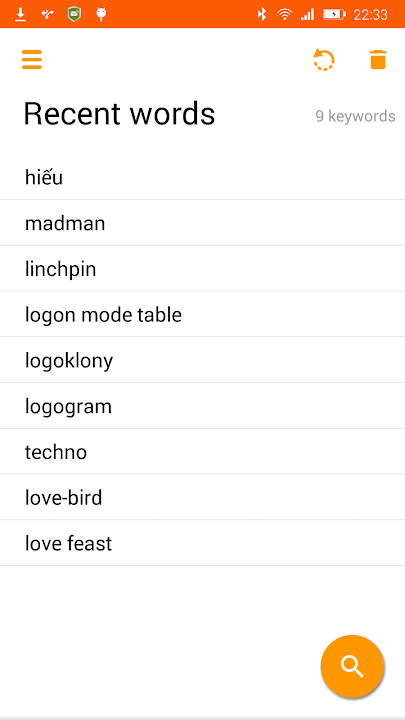 22:33
Recent words
9 keywords
hiếu
madman
linchpin
logon mode table
logoklony
logogram
techno
love-bird
love feast